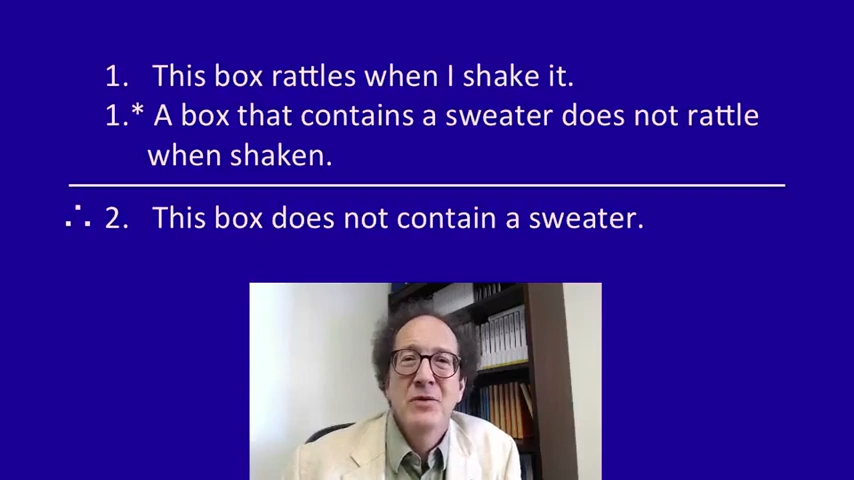 1. This box rattles when I shake it.
1.* A box that contains a sweater does not rattle
when shaken.
∴ 2. This box does not contain a sweater.